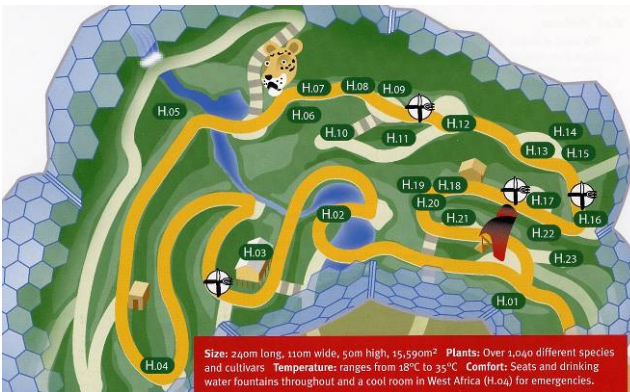 H.07
H.08
H.09
H.05
H.06
H.10
H.11
H.12
H.14
H.13
H.15
H.19
H.18
H.17
H.20
H.02
H.21
H.22
H.16
H.03
H.23
H.01
H.04
Size: 240m long, 110m wide, 50m high, 15,590m² Plants: Over 1,040 different species
and cultivars Temperature: ranges from 18°C to 35°C Comfort: Seats and drinking
water fountains throughout and a cool room in West Africa (H.04) for emergencies.